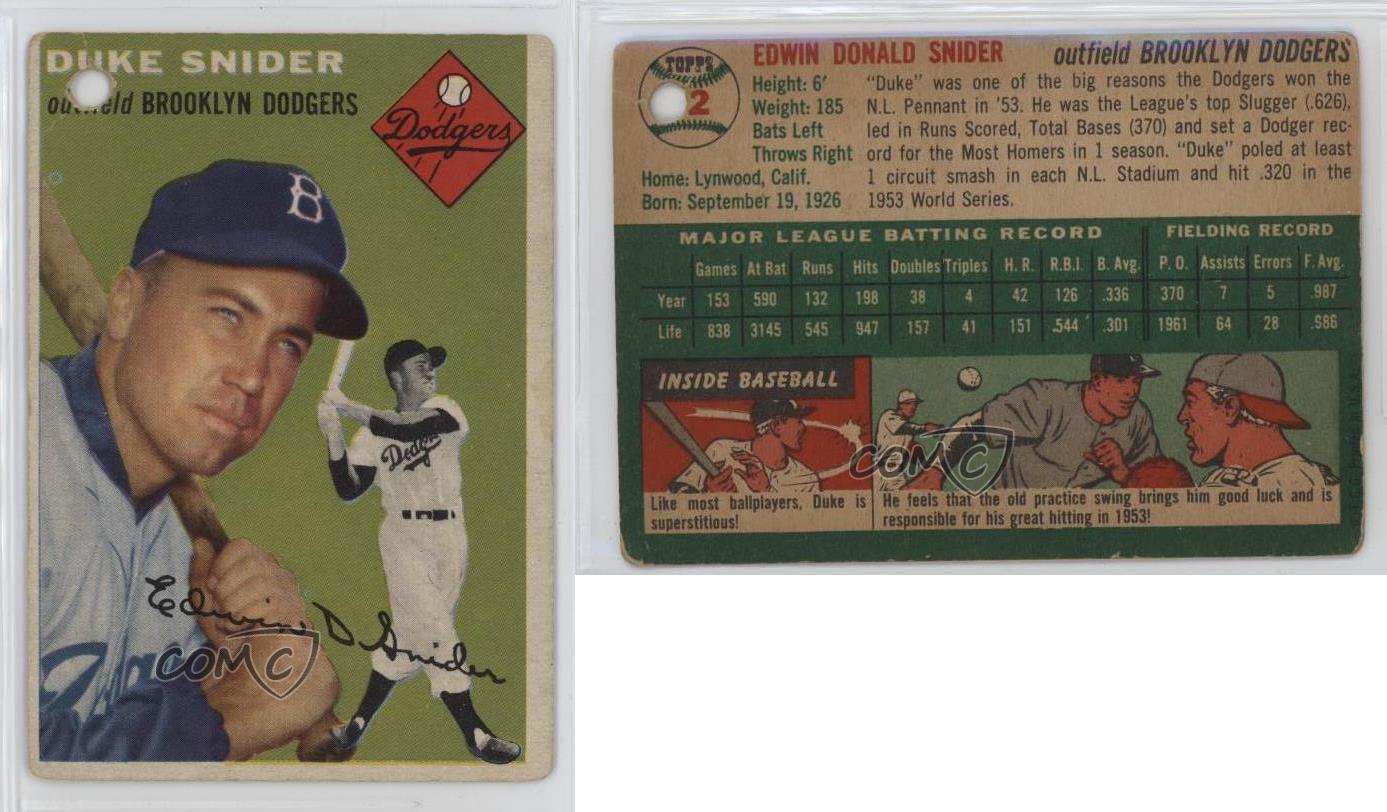 DUKE SNIDER
outfield BROOKLYN DODGERS
Dodgers
B
Dodgers
Edwin D Snider
COMC
TOPPS
2
EDWIN DONALD SNIDER
outfield BROOKLYN DODGERS
Height: 6'
Weight: 185
Bats Left
Throws Right
Home: Lynwood, Calif.
Born: September 19, 1926
"Duke" was one of the big reasons the Dodgers won the
N.L. Pennant in '53. He was the League's top Slugger (.626),
led in Runs Scored, Total Bases (370) and set a Dodger rec-
ord for the Most Homers in 1 season. "Duke" poled at least
1 circuit smash in each N.L. Stadium and hit .320 in the
1953 World Series.
MAJOR LEAGUE BATTING RECORD FIELDING RECORD
Games At Bat Runs Hits Doubles Triples H. R. R.B.I. B. Avg. P. O. Assists Errors F. Avg.
Year 153 590 132 198 38 4 42 126 .336 370 7 5 .987
Life 838 3145 545 947 157 41 151 .544 .301 1961 64 28 .986
INSIDE BASEBALL
COMC
Like most ballplayers, Duke is
superstitious!
He feels that the old practice swing brings him good luck and is
responsible for his great hitting in 1953!